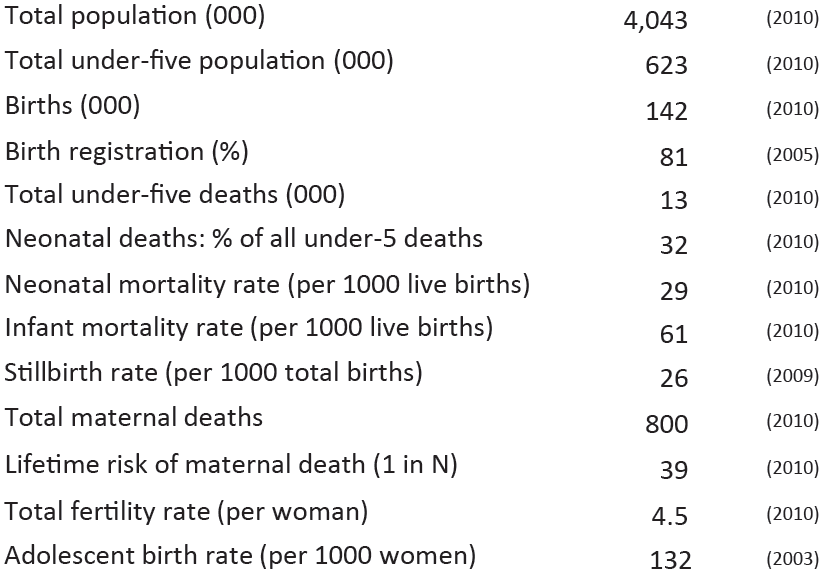 Total population (000) 4,043 (2010)
Total under-five population (000) 623 (2010)
Births (000) 142 (2010)
Birth registration (%) 81 (2005)
Total under-five deaths (000) 13 (2010)
Neonatal deaths: % of all under-5 deaths 32 (2010)
Neonatal mortality rate (per 1000 live births) 29 (2010)
Infant mortality rate (per 1000 live births) 61 (2010)
Stillbirth rate (per 1000 total births) 26 (2009)
Total maternal deaths 800 (2010)
Lifetime risk of maternal death (1 in N) 39 (2010)
Total fertility rate (per woman) 4.5 (2010)
Adolescent birth rate (per 1000 women) 132 (2003)